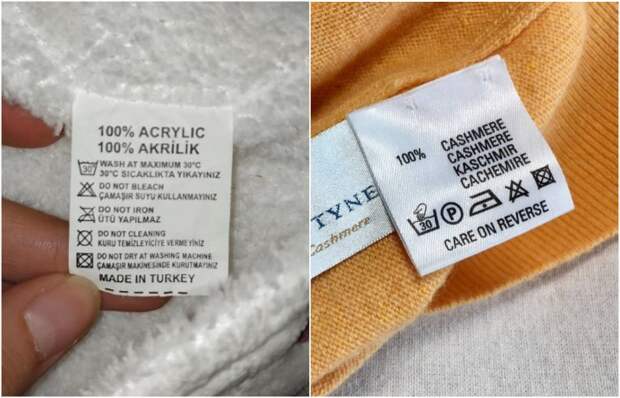 100% ACRYLIC
100% AKRİLİK
30
WASH AT MAXIMUM 30°C
30°C SICAKLIKTA YIKAYINIZ
DO NOT BLEACH
ÇAMAŞIR SUYU KULLANMAYINIZ
DO NOT IRON
ÜTÜ YAPILMAZ
DO NOT CLEANING
KURU TEMİZLEYİCİYE VERMEYİNİZ
DO NOT DRY AT WASHING MACHINE
ÇAMAŞIR MAKİNESİNDE KURUTMAYINIZ
MADE IN TURKEY
100% CASHMERE
CASHMERE
KASCHMIR
CACHEMIRE
30 P
CARE ON REVERSE
TYNE
Cashmere